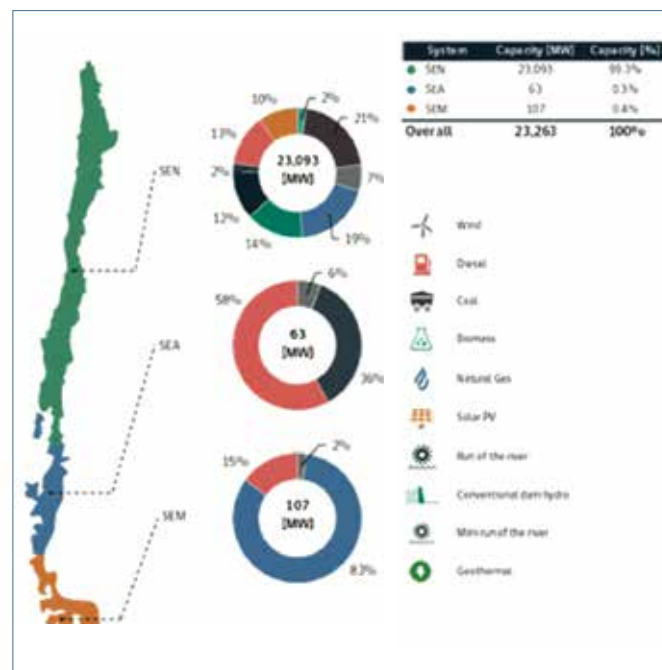 System Capacity [MW] Capacity [%]
SEN 23,093 99.3%
SEA 63 0.3%
SEM 107 0.4%
Overall 23,263 100%
SEN
SEA
SEM
10%
2%
21%
13%
7%
2%
12%
14%
19%
23,093
[MW]
6%
58%
36%
63
[MW]
2%
15%
83%
107
[MW]
Wind
Diesel
Coal
Biomass
Natural Gas
Solar PV
Run of the river
Conventional dam hydro
Mini run of the river
Geothermal